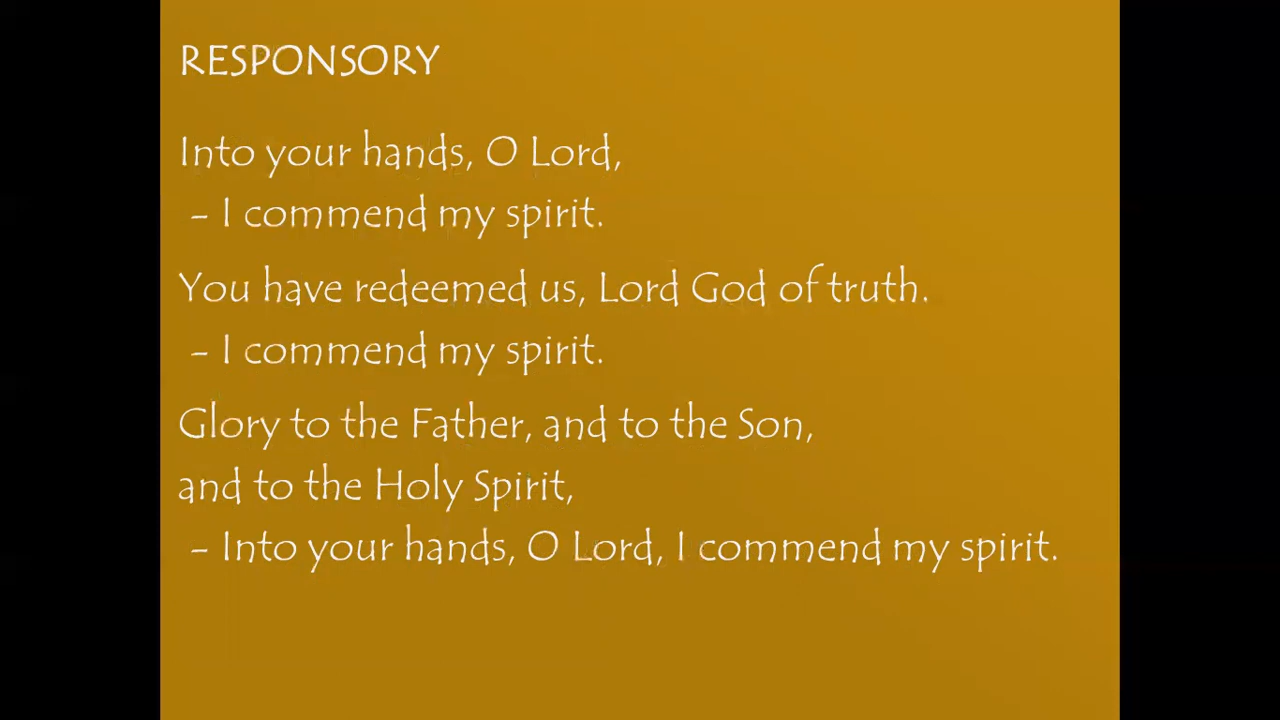 RESPONSORY
Into your hands, O Lord,
– I commend my spirit.
You have redeemed us, Lord God of truth.
– I commend my spirit.
Glory to the Father, and to the Son,
and to the Holy Spirit,
– Into your hands, O Lord, I commend my spirit.